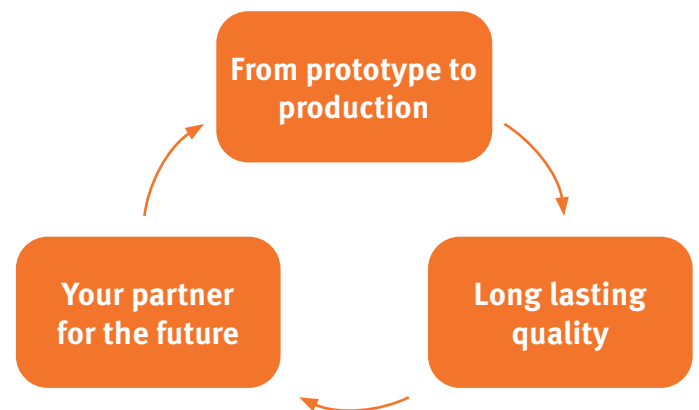 From prototype to
production
Your partner
for the future
Long lasting
quality